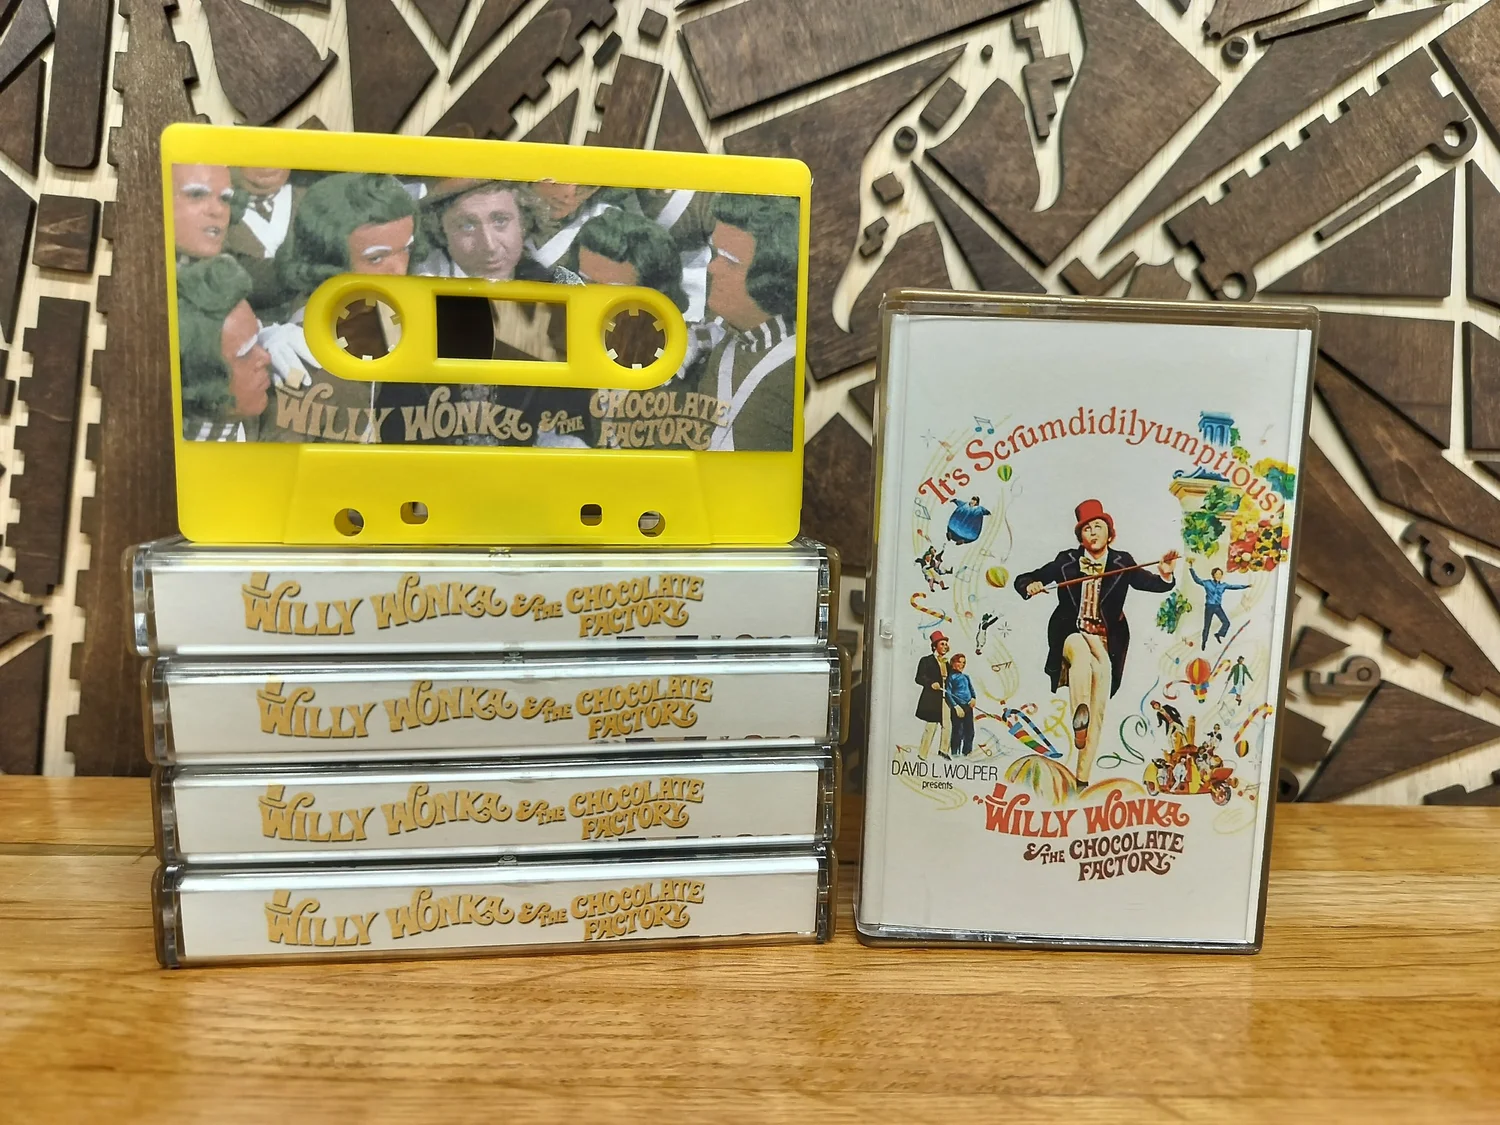 WILLY WONKA & THE CHOCOLATE
FACTORY
WILLY WONKA & THE CHOCOLATE
FACTORY
WILLY WONKA & THE CHOCOLATE
FACTORY
WILLY WONKA & THE CHOCOLATE
FACTORY
WILLY WONKA & THE CHOCOLATE
FACTORY
It's Scrumdidilyumptious!
DAVID L. WOLPER
presents
"WILLY WONKA
& THE CHOCOLATE
FACTORY"